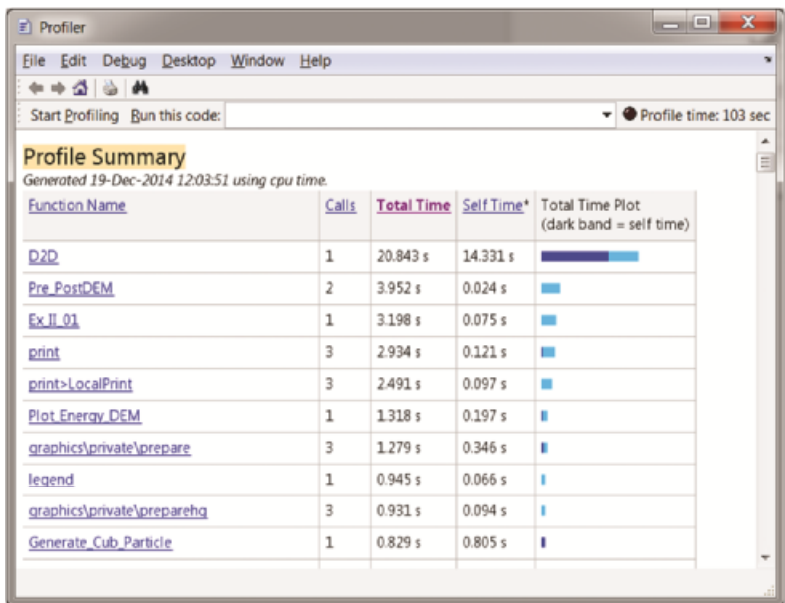 Profiler
File Edit Debug Desktop Window Help
Start Profiling Run this code: Profile time: 103 sec
Profile Summary
Generated 19-Dec-2014 12:03:51 using cpu time.
Function Name Calls Total Time Self Time* Total Time Plot
(dark band = self time)
D2D 1 20.843 s 14.331 s
Pre_PostDEM 2 3.952 s 0.024 s
Ex_II_01 1 3.198 s 0.075 s
print 3 2.934 s 0.121 s
print>LocalPrint 3 2.491 s 0.097 s
Plot_Energy_DEM 1 1.318 s 0.197 s
graphics\private\prepare 3 1.279 s 0.346 s
legend 1 0.945 s 0.066 s
graphics\private\preparehg 3 0.931 s 0.094 s
Generate_Cub_Particle 1 0.829 s 0.805 s